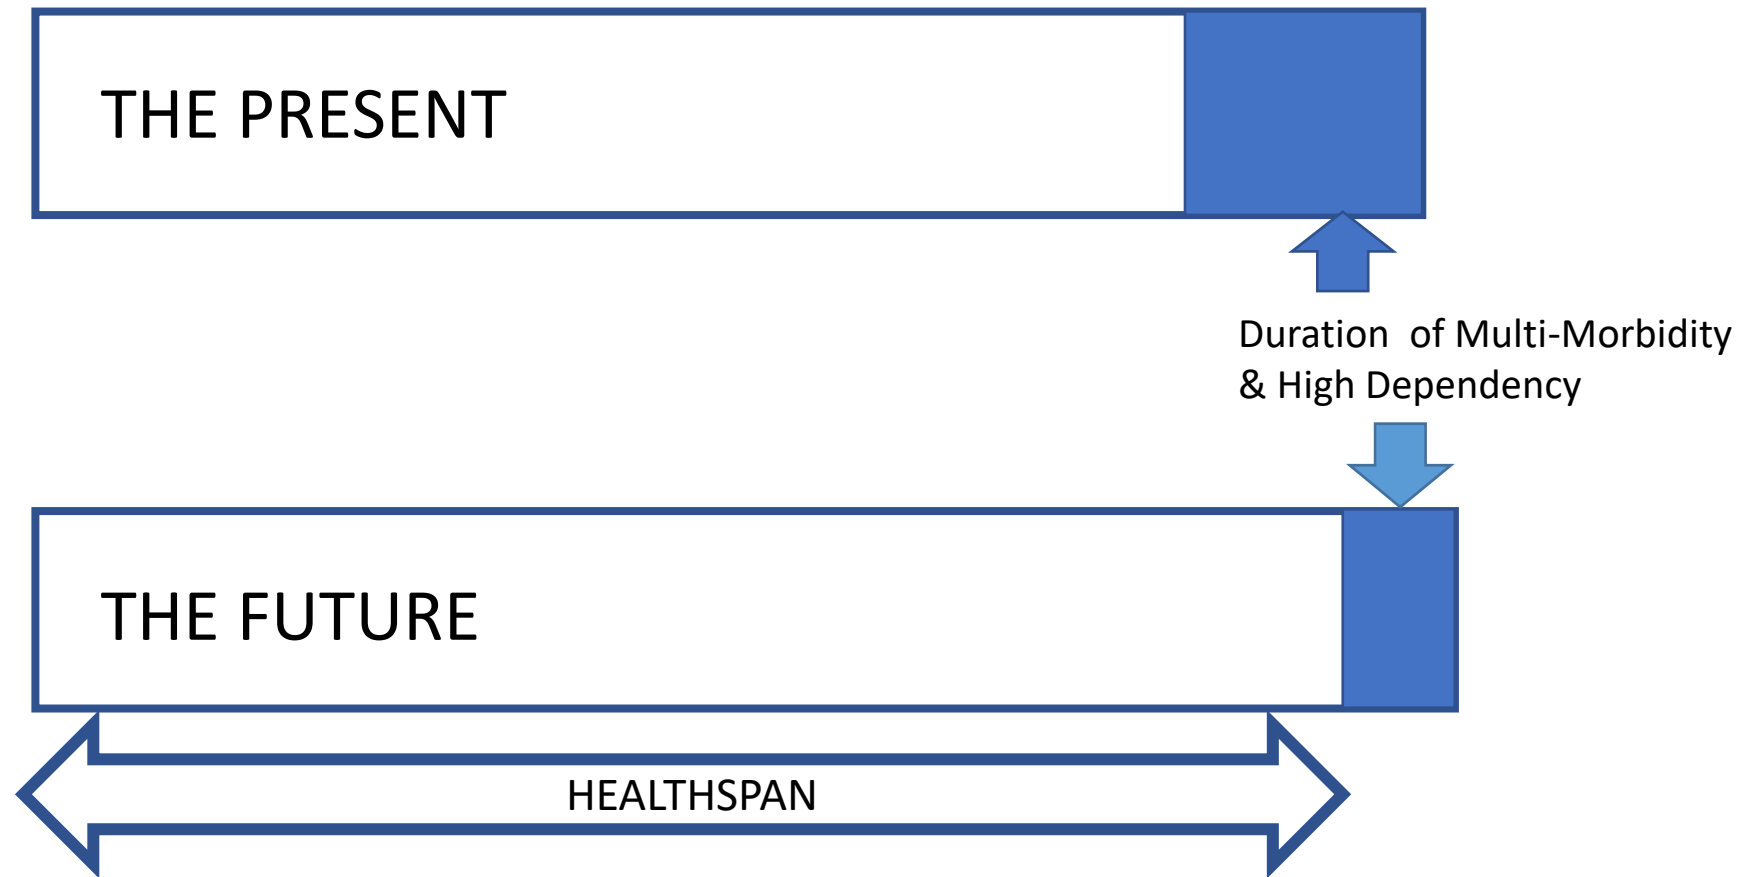 THE PRESENT
Duration  of Multi-Morbidity
& High Dependency
THE FUTURE
HEALTHSPAN